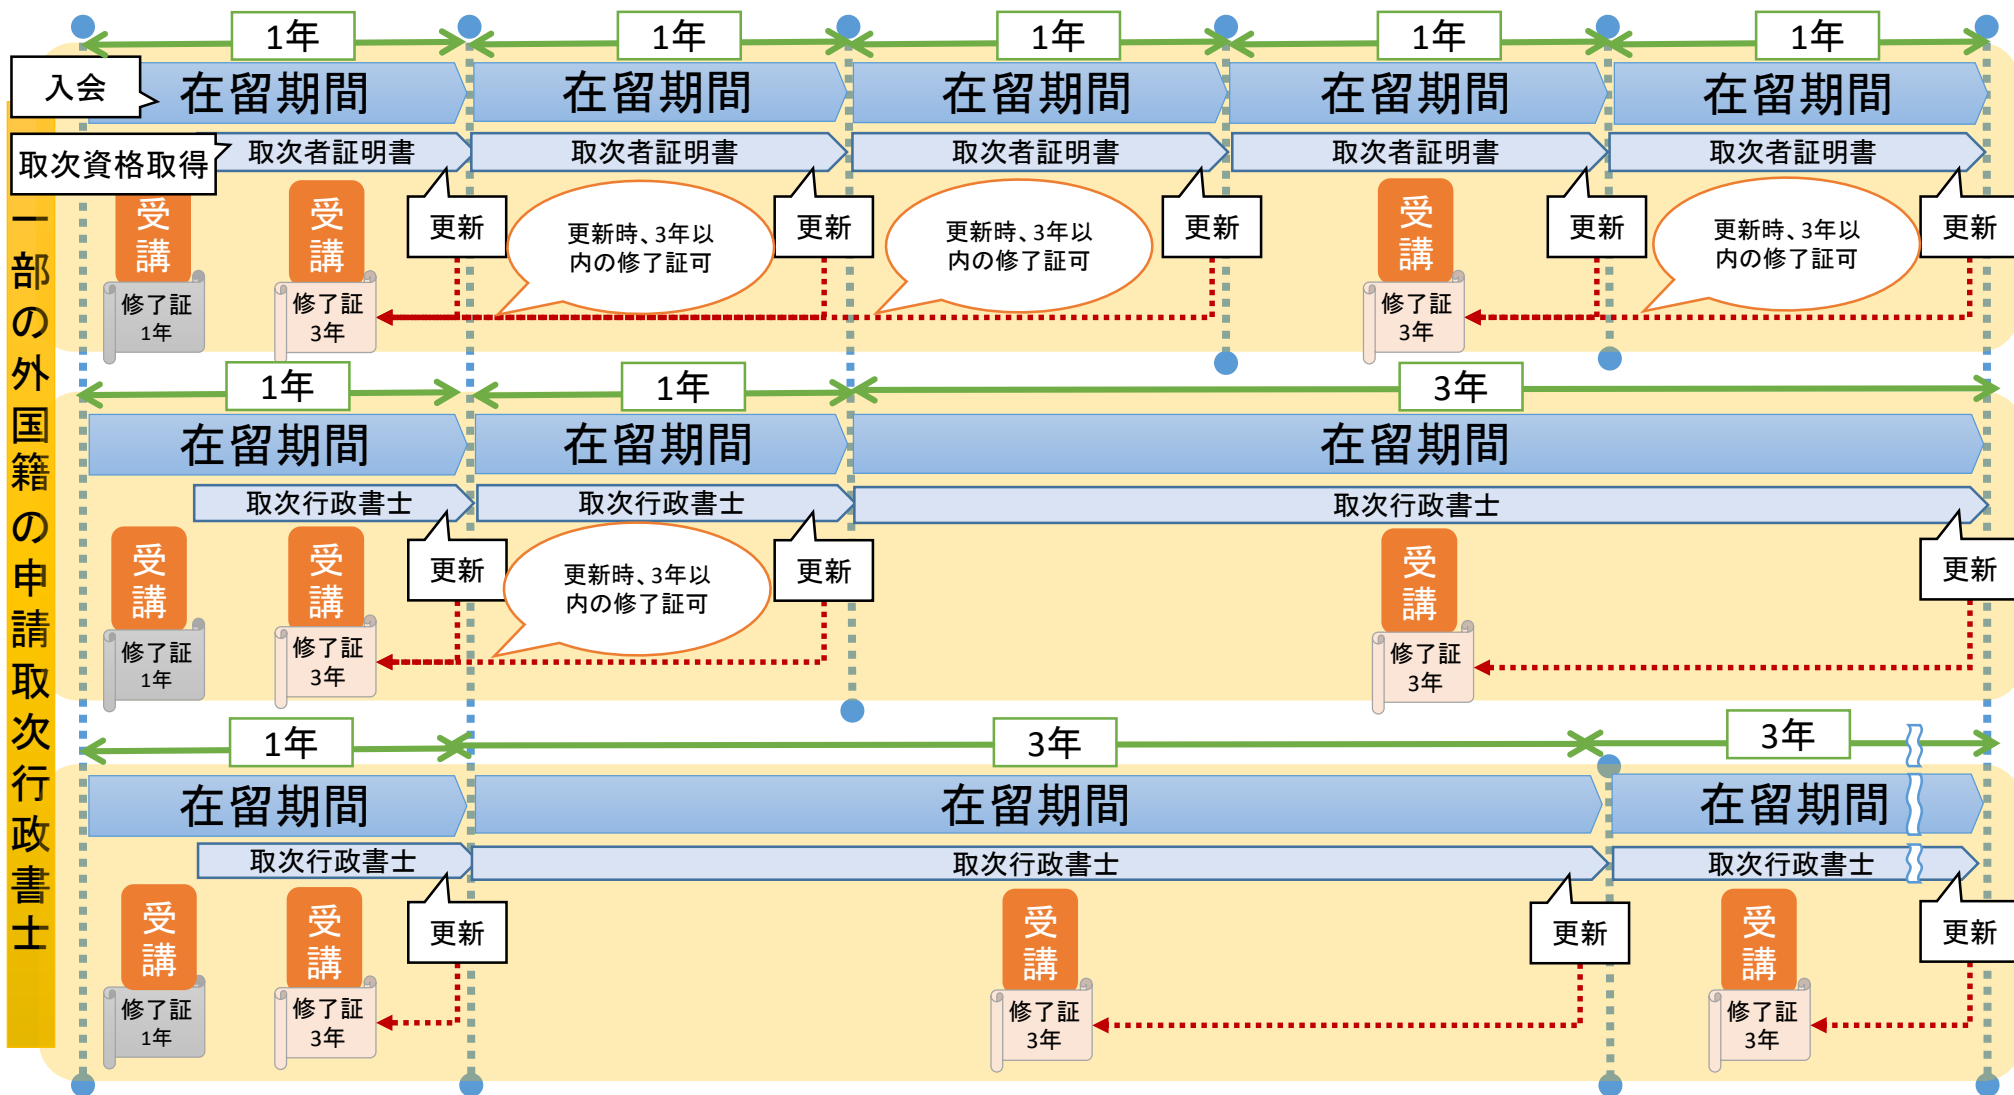 一部の外国籍の申請取次行政書士
1年
1年
1年
1年
1年
入会
在留期間
在留期間
在留期間
在留期間
在留期間
取次資格取得
取次者証明書
取次者証明書
取次者証明書
取次者証明書
取次者証明書
受講
修了証
1年
受講
修了証
3年
更新
更新時、3年以
内の修了証可
更新
更新時、3年以
内の修了証可
更新
受講
修了証
3年
更新
更新時、3年以
内の修了証可
更新
1年
1年
3年
在留期間
在留期間
在留期間
取次行政書士
取次行政書士
取次行政書士
受講
修了証
1年
受講
修了証
3年
更新
更新時、3年以
内の修了証可
更新
受講
修了証
3年
更新
1年
3年
3年
在留期間
在留期間
在留期間
取次行政書士
取次行政書士
取次行政書士
受講
修了証
1年
受講
修了証
3年
更新
受講
修了証
3年
更新
受講
修了証
3年
更新